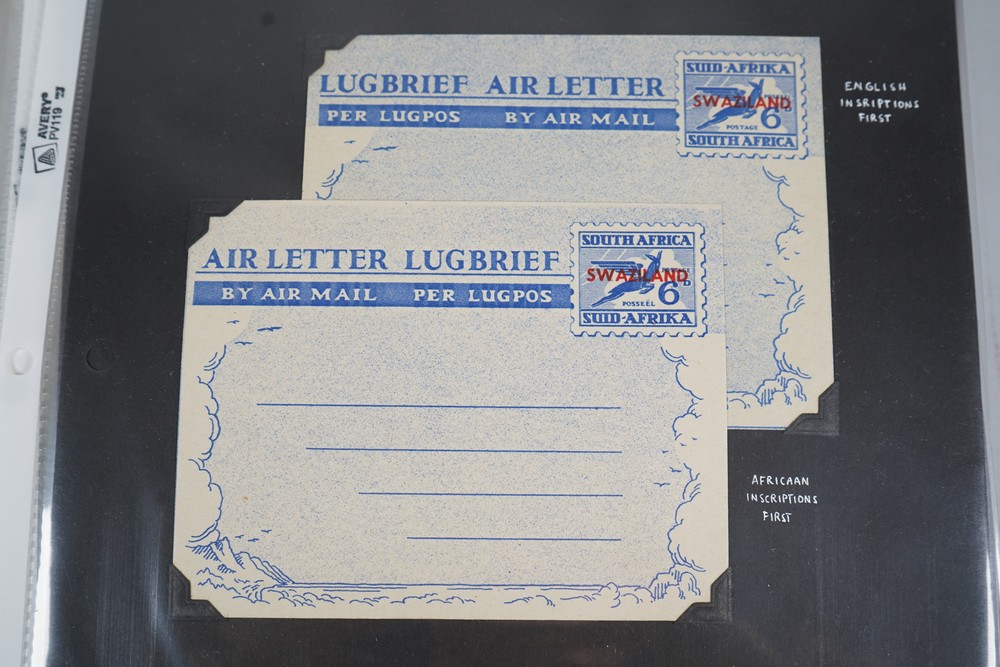 AVERY®
PV119
LUGBRIEF AIR LETTER
PER LUGPOS BY AIR MAIL
SUID-AFRIKA
SWAZILAND
POSTAGE 6D
SOUTH AFRICA
ENGLISH
INSRIPTIONS
FIRST
AIR LETTER LUGBRIEF
BY AIR MAIL PER LUGPOS
SOUTH AFRICA
SWAZILAND
POSSEËL 6D
SUID-AFRIKA
AFRICAAN
INSCRIPTIONS
FIRST